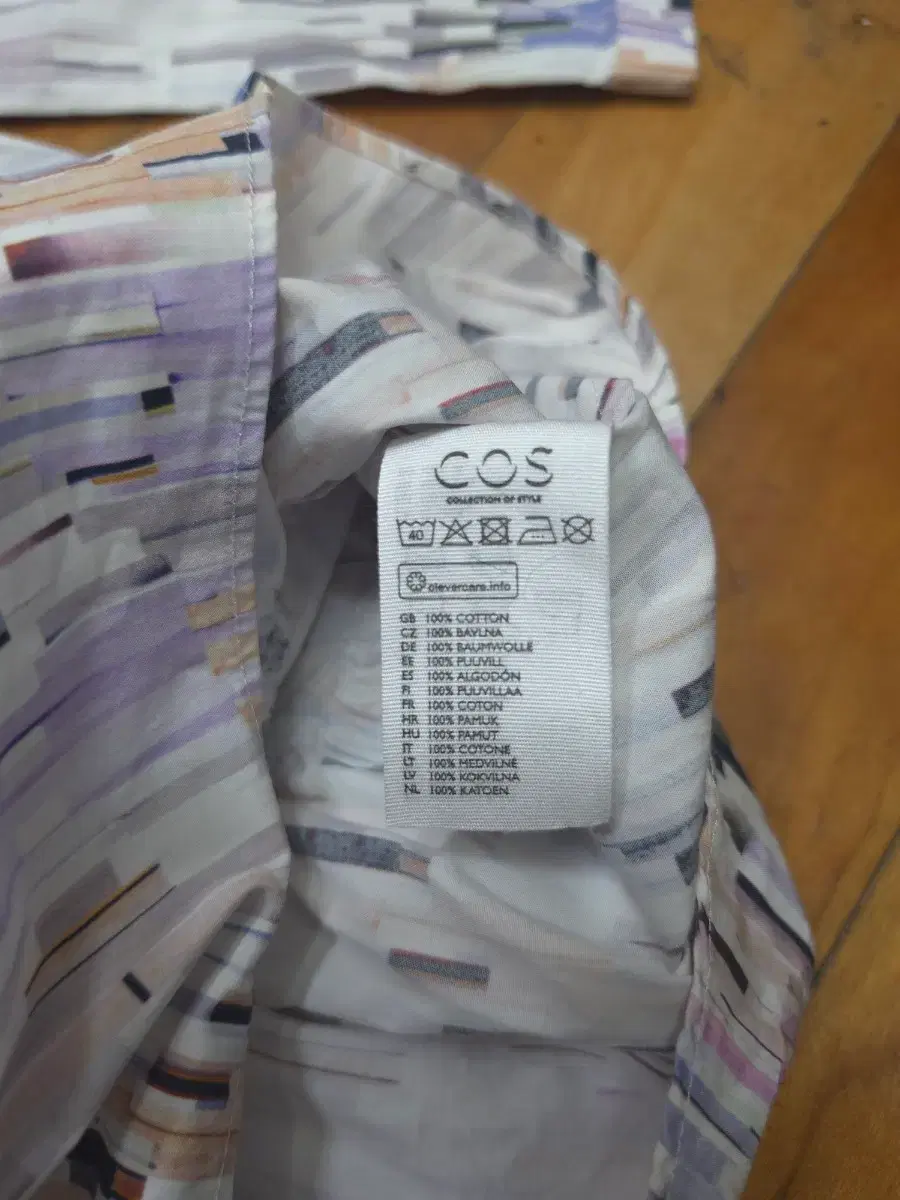 COS
COLLECTION OF STYLE
40
clevercare.info
GB 100% COTTON
CZ 100% BAVLNA
DE 100% BAUMWOLLE
EE 100% PUUVILL
ES 100% ALGODÓN
FI 100% PUUVILLAA
FR 100% COTON
HR 100% PAMUK
HU 100% PAMUT
IT 100% COTONE
LT 100% MEDVILNĖ
LV 100% KOKVILNA
NL 100% KATOEN